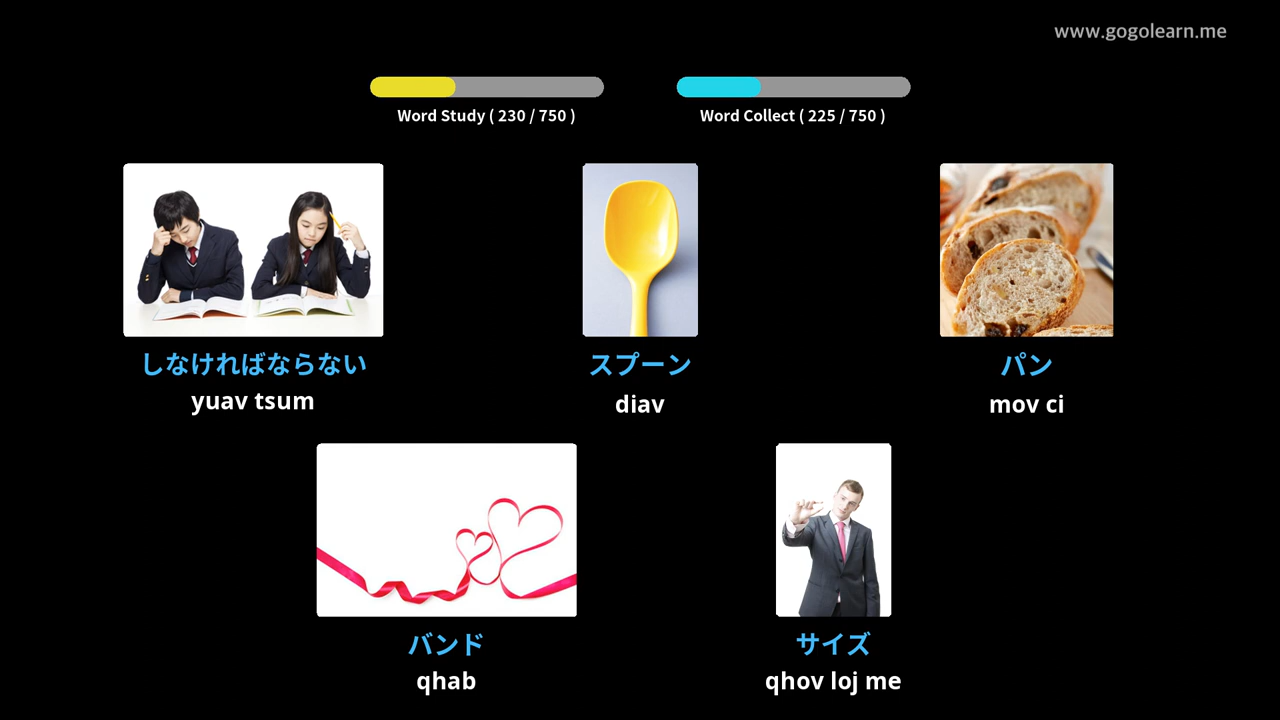 www.gogolearn.me
Word Study ( 230 / 750 )
Word Collect ( 225 / 750 )
しなければならない
yuav tsum
スプーン
diav
パン
mov ci
バンド
qhab
サイズ
qhov loj me